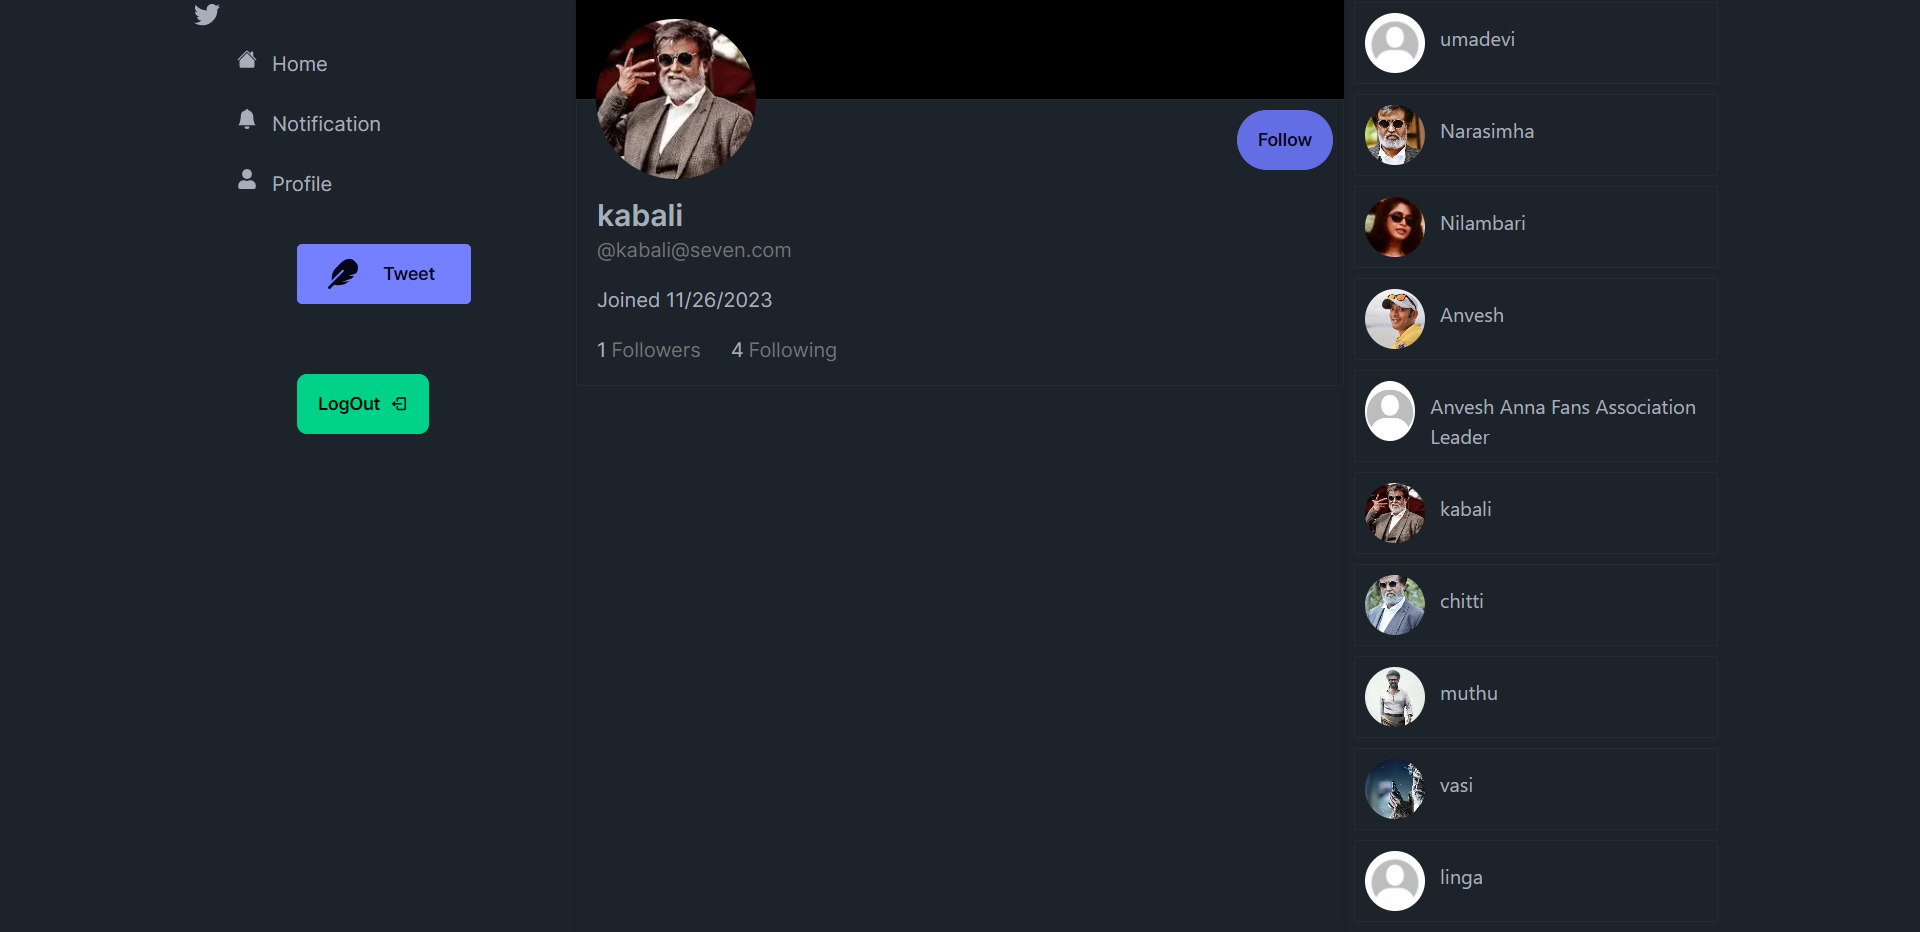 Home
Notification
Profile
Tweet
LogOut
Follow
kabali
@kabali@seven.com
Joined 11/26/2023
1 Followers 4 Following
umadevi
Narasimha
Nilambari
Anvesh
Anvesh Anna Fans Association
Leader
kabali
chitti
muthu
vasi
linga